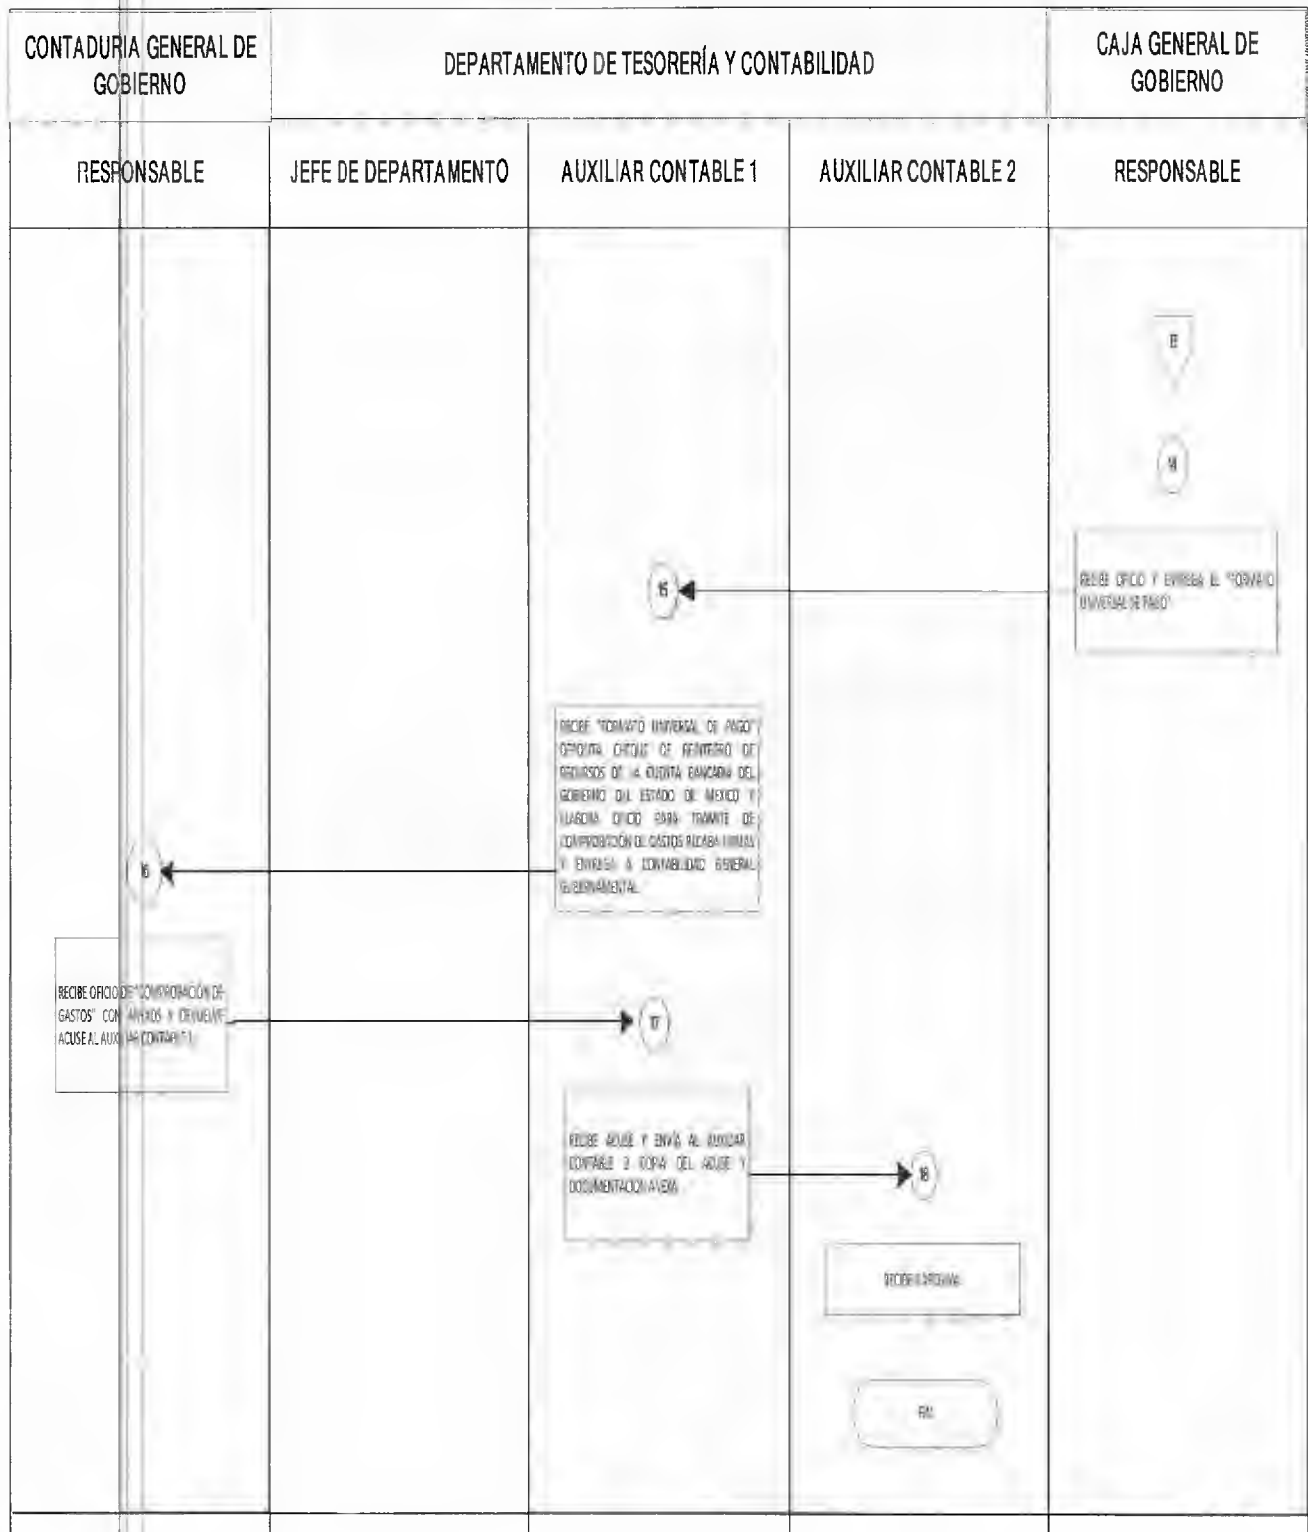 CONTADURIA GENERAL DE
GOBIERNO
DEPARTAMENTO DE TESORERÍA Y CONTABILIDAD
CAJA GENERAL DE
GOBIERNO
RESPONSABLE
JEFE DE DEPARTAMENTO
AUXILIAR CONTABLE 1
AUXILIAR CONTABLE 2
RESPONSABLE
RECIBE OFICIO Y ENTREGA EL "FORMATO
UNIVERSAL DE PAGO"
15
RECIBE "FORMATO UNIVERSAL DE PAGO"
DEPOSITA CHEQUE DE REINTEGRO DE
RECURSOS DE LA CUENTA BANCARIA DEL
GOBIERNO DEL ESTADO DE MEXICO Y
ELABORA OFICIO PARA TRAMITE DE
COMPROBACIÓN DE GASTOS RECABA FIRMAS
Y ENTREGA A CONTABILIDAD GENERAL
GUBERNAMENTAL
16
RECIBE OFICIO DE "COMPROBACIÓN DE
GASTOS" CON ANEXOS Y DEVUELVE
ACUSE AL AUXILIAR CONTABLE 1
17
RECIBE ACUSE Y ENVÍA AL AUXILIAR
CONTABLE 2 COPIA DEL ACUSE Y
DOCUMENTACION ANEXA
18
RECIBE Y ARCHIVA
FIN